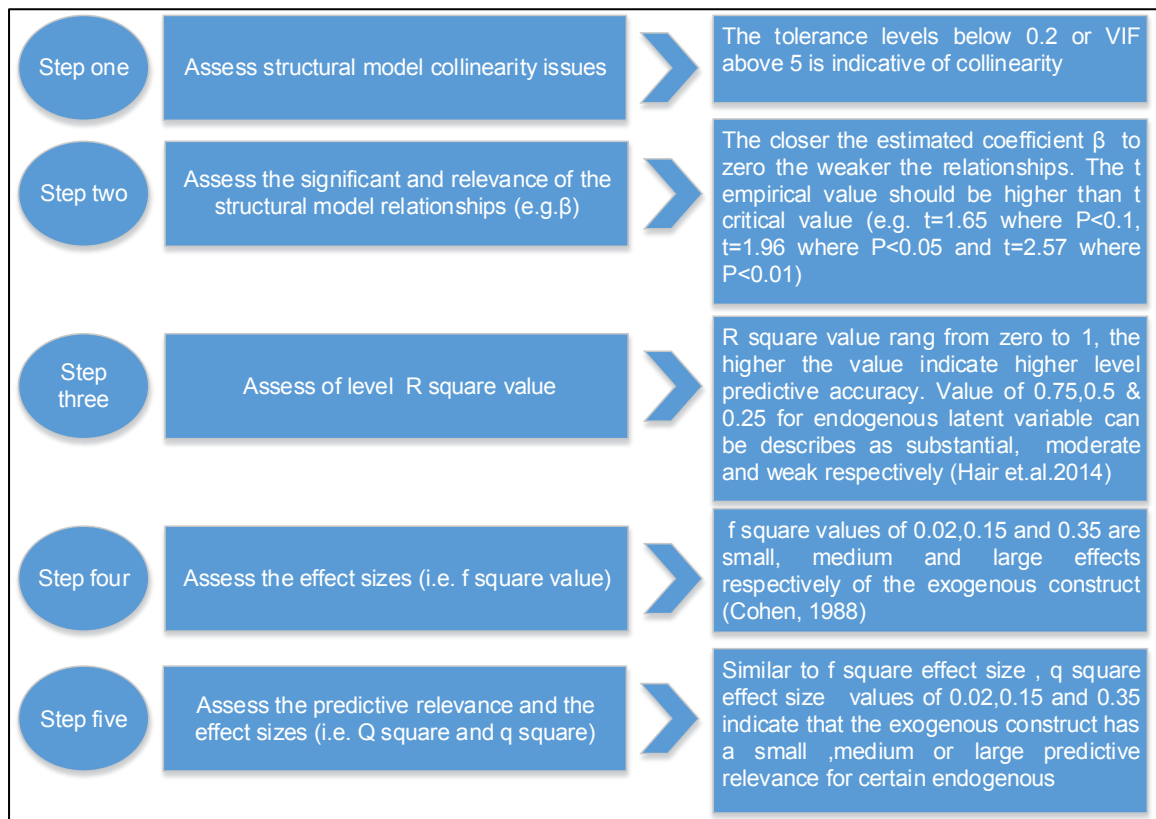 Step one
Assess structural model collinearity issues
The tolerance levels below 0.2 or VIF
above 5 is indicative of collinearity
Step two
Assess the significant and relevance of the
structural model relationships (e.g.β)
The closer the estimated coefficient β to
zero the weaker the relationships. The t
empirical value should be higher than t
critical value (e.g. t=1.65 where P<0.1,
t=1.96 where P<0.05 and t=2.57 where
P<0.01)
Step
three
Assess of level R square value
R square value rang from zero to 1, the
higher the value indicate higher level
predictive accuracy. Value of 0.75,0.5 &
0.25 for endogenous latent variable can
be describes as substantial, moderate
and weak respectively (Hair et.al.2014)
Step four
Assess the effect sizes (i.e. f square value)
f square values of 0.02,0.15 and 0.35 are
small, medium and large effects
respectively of the exogenous construct
(Cohen, 1988)
Step five
Assess the predictive relevance and the
effect sizes (i.e. Q square and q square)
Similar to f square effect size , q square
effect size values of 0.02,0.15 and 0.35
indicate that the exogenous construct has
a small ,medium or large predictive
relevance for certain endogenous